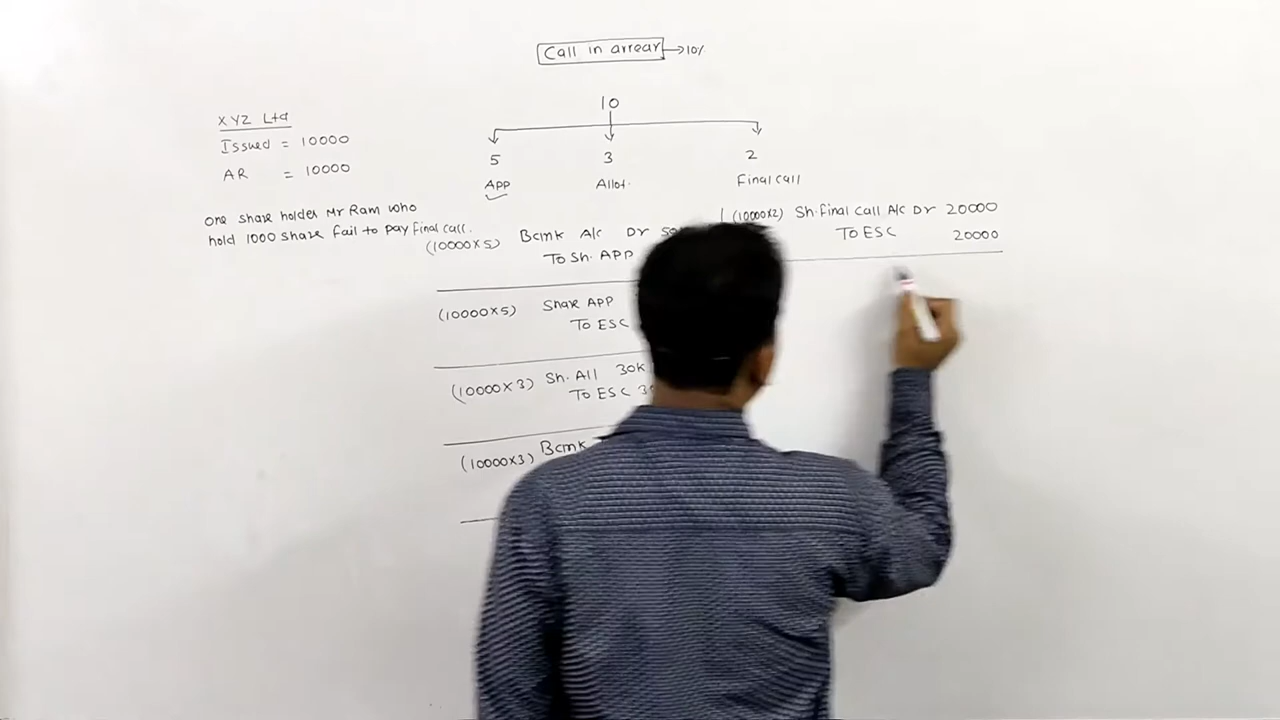 Call in arrear → 10%
10
5 3 2
App Allot. Final call
XYZ Ltd
Issued = 10000
AR = 10000
one share holder Mr Ram who
hold 1000 share fail to pay final call.
(10000×5) Bank A/c Dr
To Sh. APP
(10000×5) Share APP
To ESC
(10000×3) Sh. All 30K
To ESC
(10000×3) Bank
(10000×2) Sh. final call A/c Dr 20000
To ESC 20000